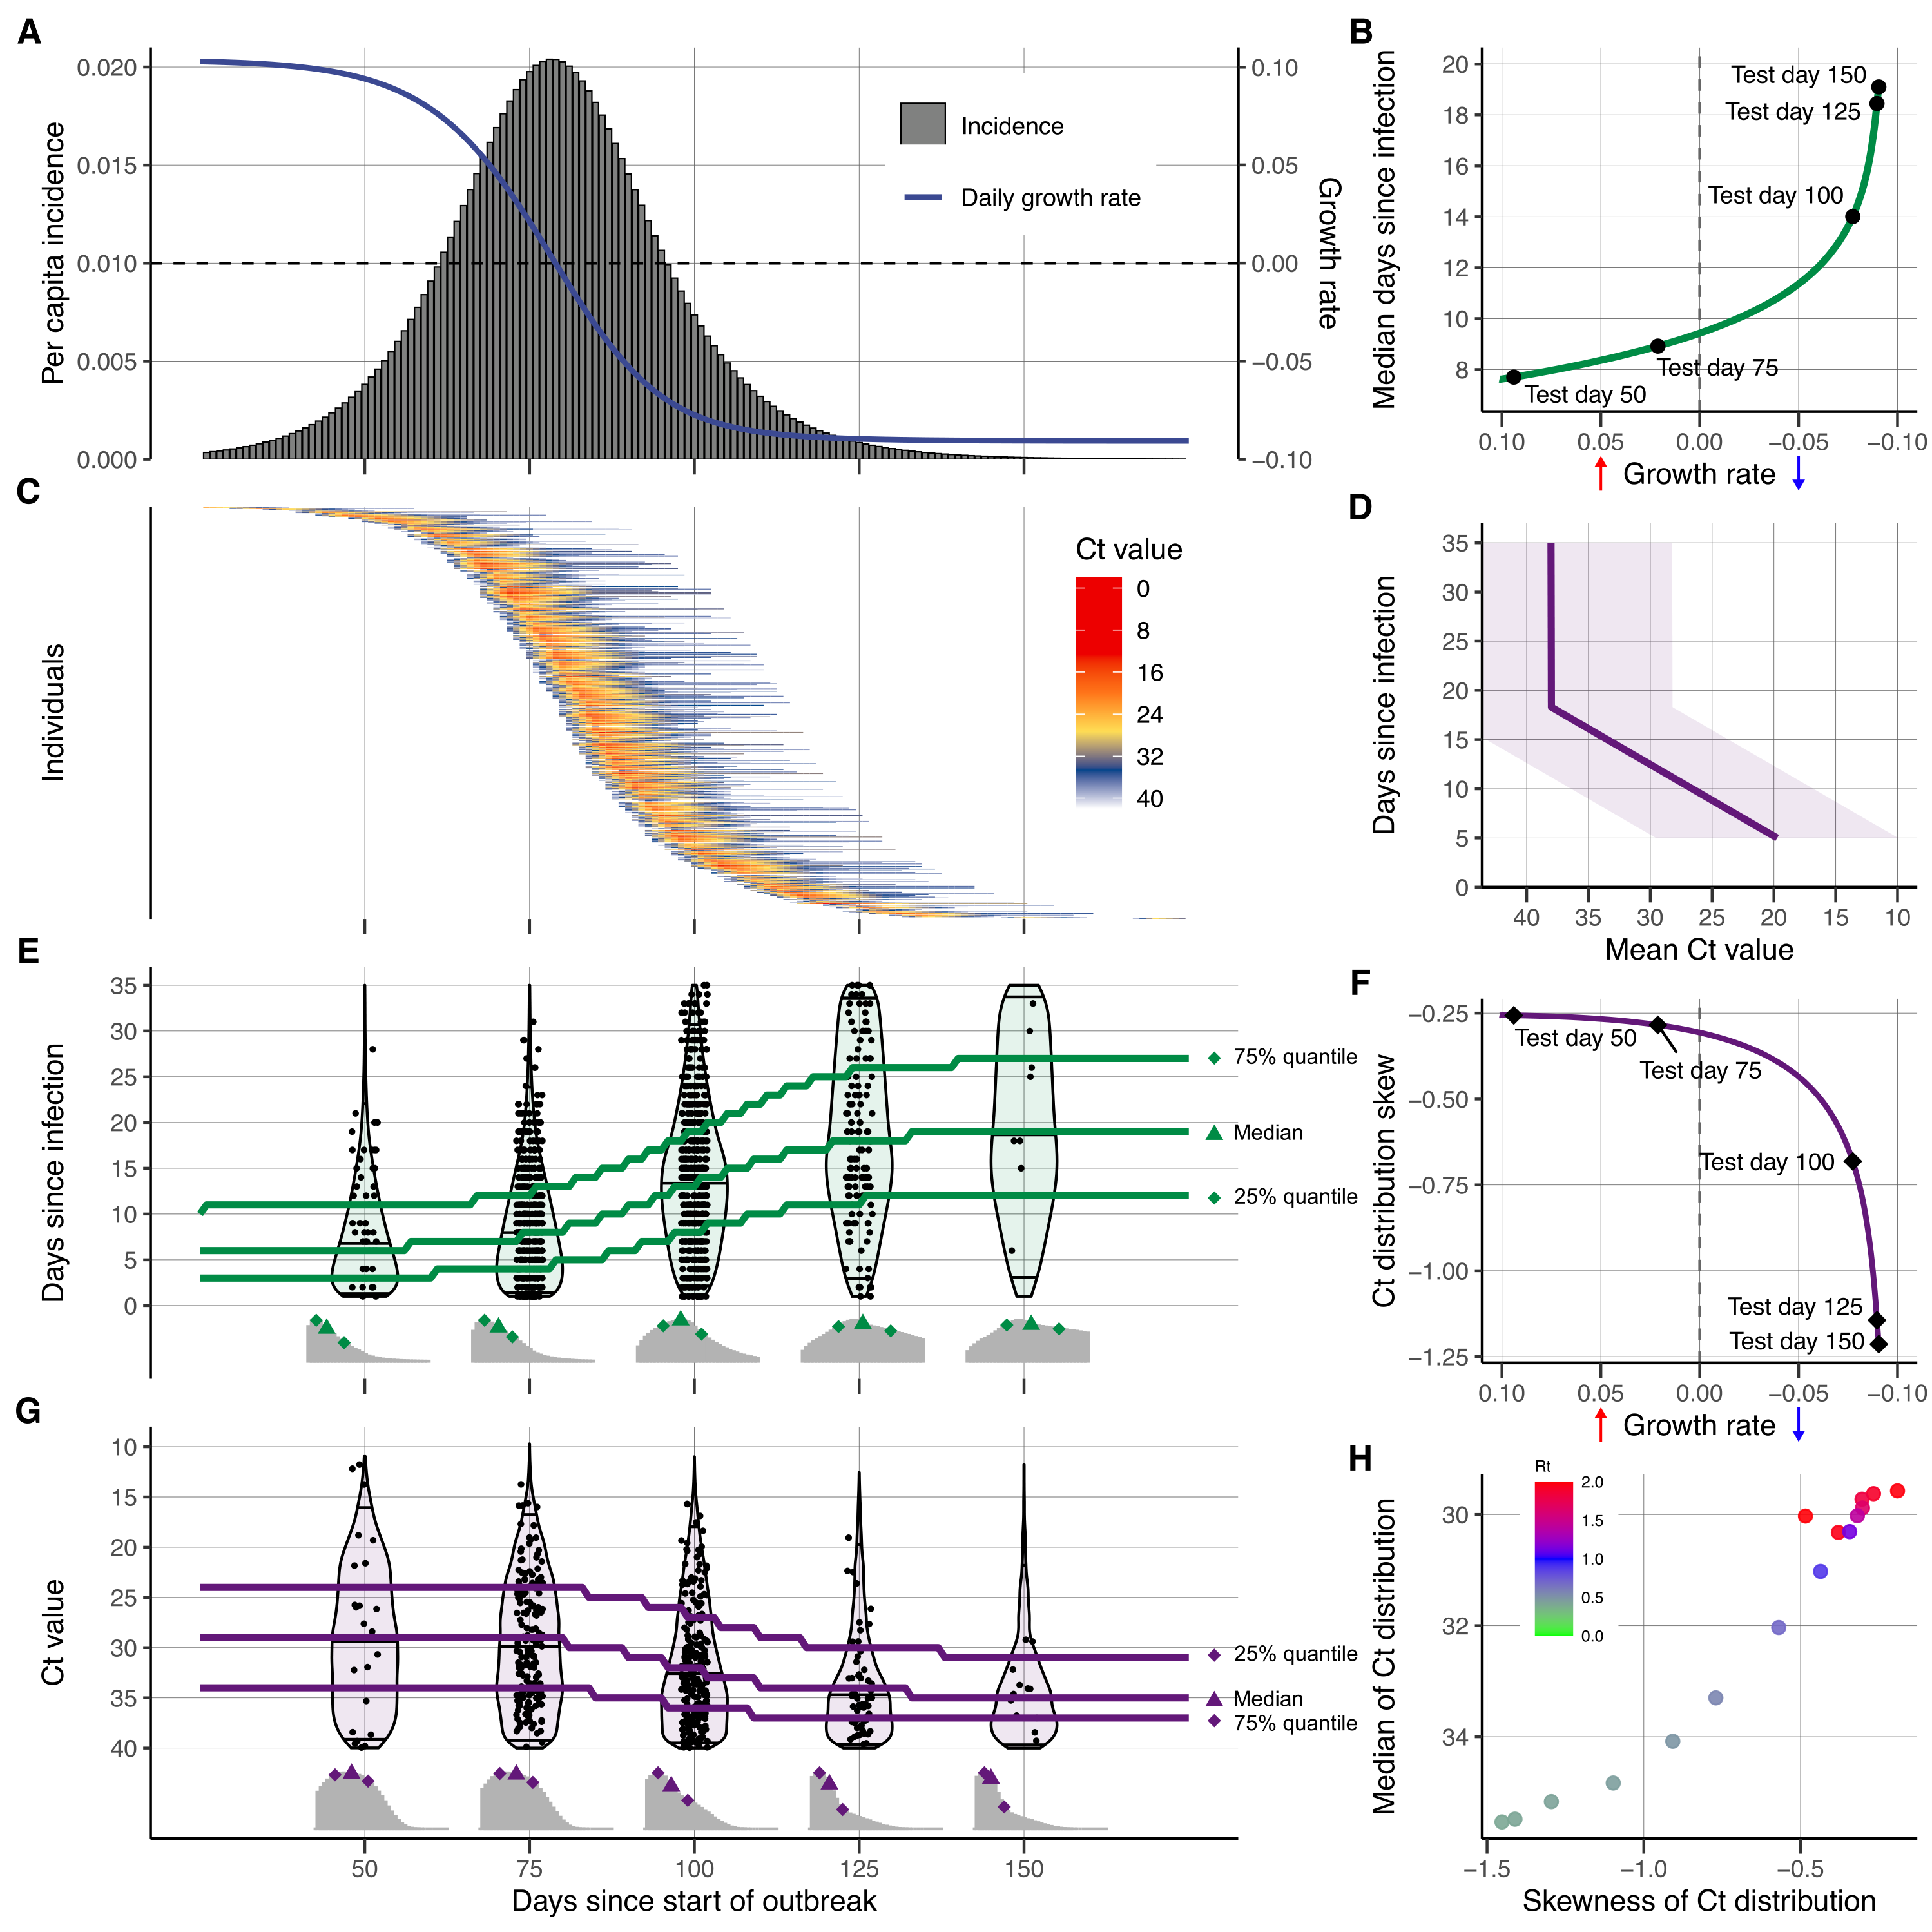 A
Per capita incidence
0.020
0.015
0.010
0.005
0.000
0.10
0.05
0.00
−0.05
−0.10
Growth rate
Incidence
Daily growth rate
B
Median days since infection
20
18
16
14
12
10
8
Test day 150
Test day 125
Test day 100
Test day 75
Test day 50
0.10 0.05 0.00 −0.05 −0.10
Growth rate
C
Individuals
Ct value
0
8
16
24
32
40
D
Days since infection
35
30
25
20
15
10
5
0
40 35 30 25 20 15 10
Mean Ct value
E
Days since infection
35
30
25
20
15
10
5
0
75% quantile
Median
25% quantile
F
Ct distribution skew
−0.25
−0.50
−0.75
−1.00
−1.25
Test day 50
Test day 75
Test day 100
Test day 125
Test day 150
0.10 0.05 0.00 −0.05 −0.10
Growth rate
G
Ct value
10
15
20
25
30
35
40
25% quantile
Median
75% quantile
50 75 100 125 150
Days since start of outbreak
H
Median of Ct distribution
30
32
34
Rt
2.0
1.5
1.0
0.5
0.0
−1.5 −1.0 −0.5
Skewness of Ct distribution